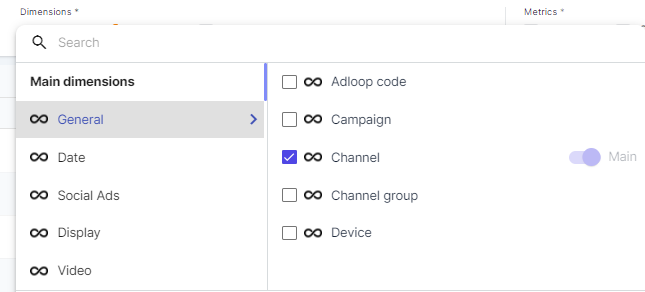 Dimensions *
Metrics *
Search
Main dimensions
General
Date
Social Ads
Display
Video
Adloop code
Campaign
Channel
Main
Channel group
Device